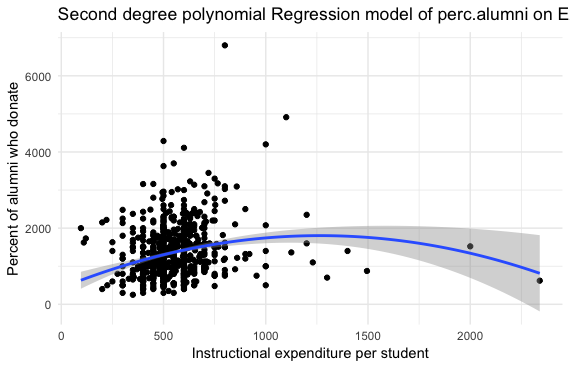 Second degree polynomial Regression model of perc.alumni on E
6000
4000
2000
0
Percent of alumni who donate
0 500 1000 1500 2000
Instructional expenditure per student